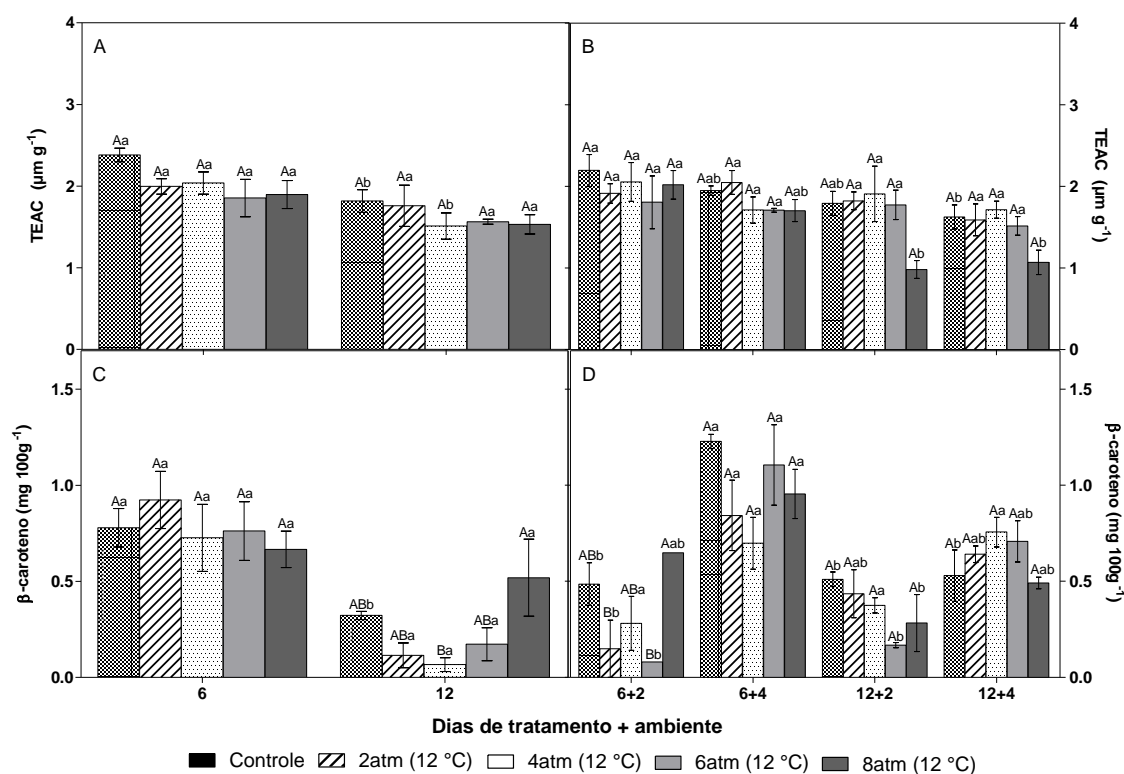 A
B
4
3
2
1
0
TEAC (µm g-1)
Aa Aa Aa Aa Aa
Ab Aa Ab Aa Aa
Aa Aa Aa Aa Aa
Aab Aa Aa Aa Aab
Aab Aa Aa Aa Ab
Ab Aa Aa Aa Ab
4
3
2
1
0
TEAC (µm g-1)
C
D
1.5
1.0
0.5
0.0
β-caroteno (mg 100g-1)
Aa Aa Aa Aa Aa
ABb ABa Ba ABa Aa
ABb Bb ABa Bb Aab
Aa Aa Aa Aa Aa
Ab Aab Aa Ab Ab
Ab Aab Aa Aab Aab
1.5
1.0
0.5
0.0
β-caroteno (mg 100g-1)
6 12 6+2 6+4 12+2 12+4
Dias de tratamento + ambiente
Controle 2atm (12 °C) 4atm (12 °C) 6atm (12 °C) 8atm (12 °C)